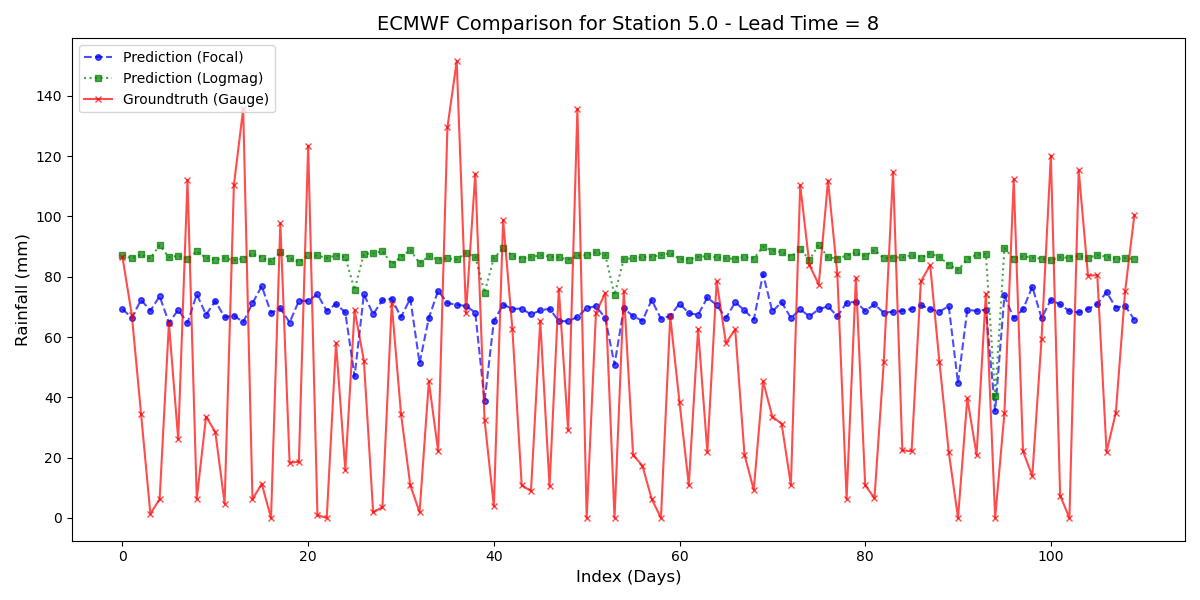 ECMWF Comparison for Station 5.0 - Lead Time = 8
Prediction (Focal)
Prediction (Logmag)
Groundtruth (Gauge)
Rainfall (mm)
140
120
100
80
60
40
20
0
0 20 40 60 80 100
Index (Days)